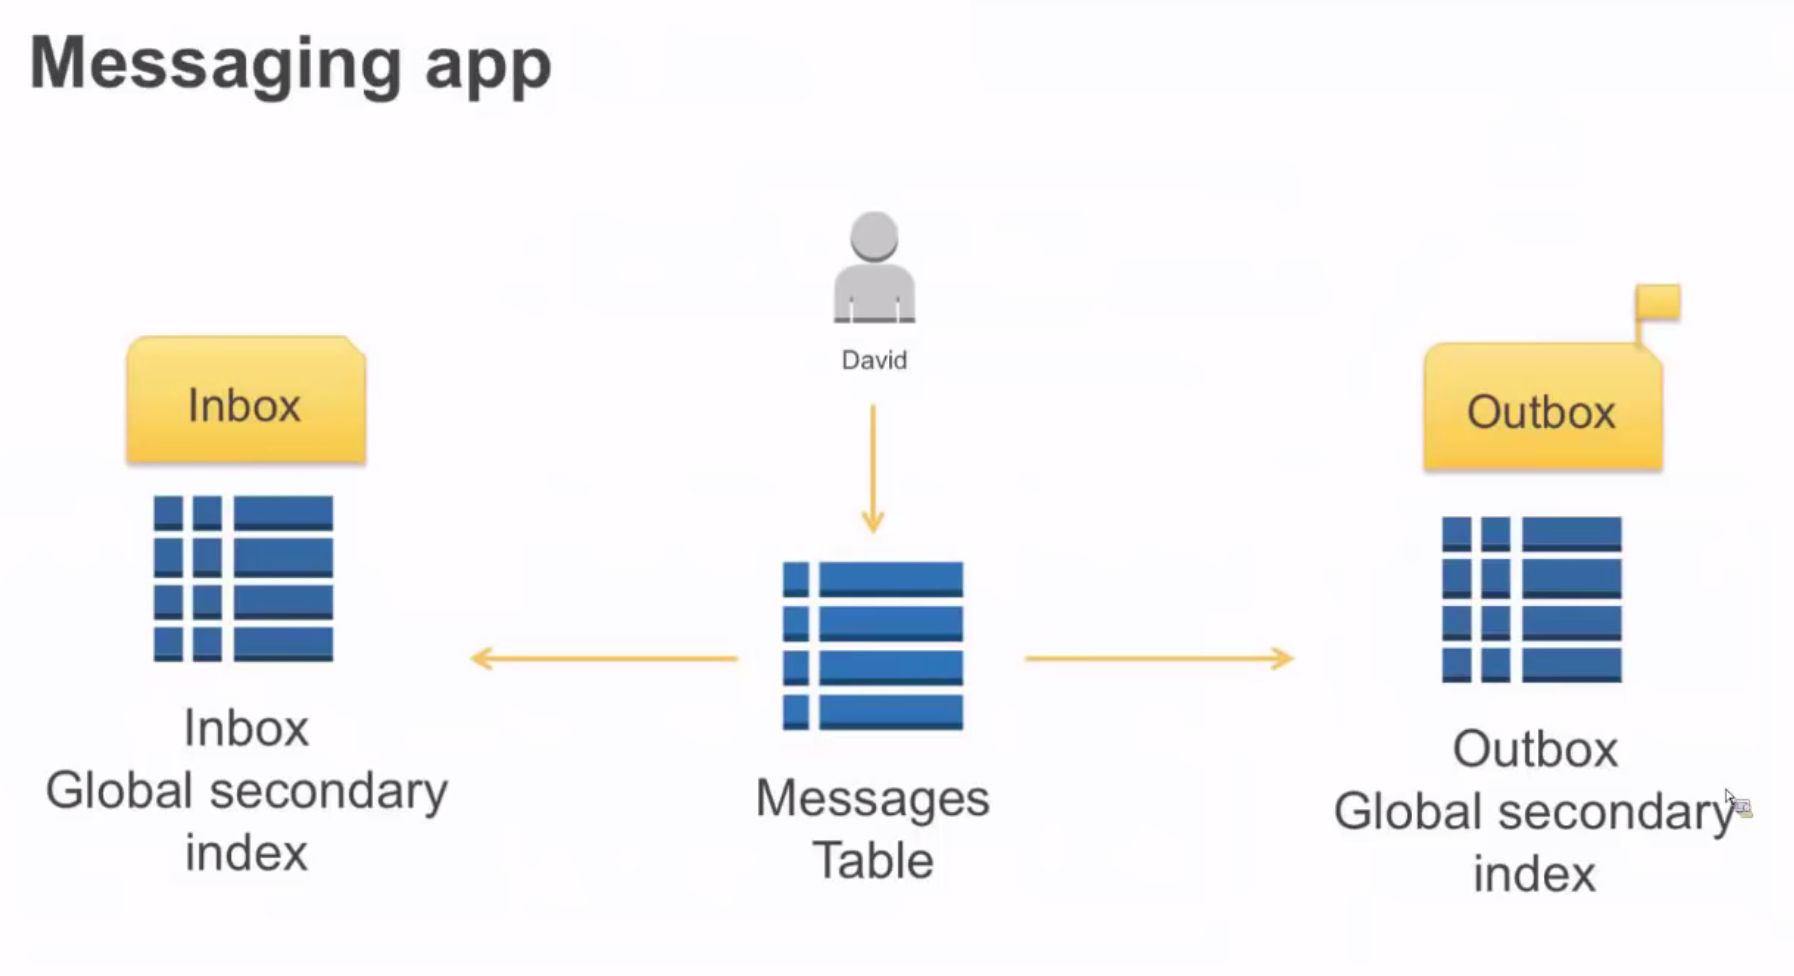 Messaging app
David
Inbox
Outbox
Inbox
Global secondary
index
Messages
Table
Outbox
Global secondary
index